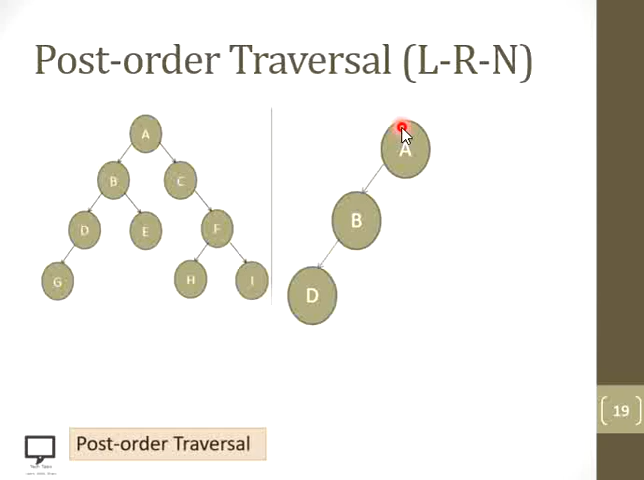 Post-order Traversal (L-R-N)
A
B
C
D
E
F
G
H
I
A
B
D
19
Post-order Traversal